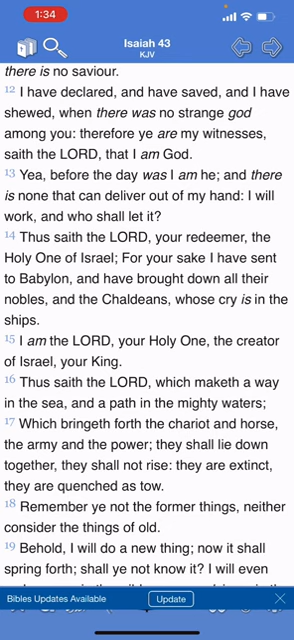 1:34
Isaiah 43
KJV
there is no saviour.
12 I have declared, and have saved, and I have
shewed, when there was no strange god
among you: therefore ye are my witnesses,
saith the LORD, that I am God.
13 Yea, before the day was I am he; and there
is none that can deliver out of my hand: I will
work, and who shall let it?
14 Thus saith the LORD, your redeemer, the
Holy One of Israel; For your sake I have sent
to Babylon, and have brought down all their
nobles, and the Chaldeans, whose cry is in the
ships.
15 I am the LORD, your Holy One, the creator
of Israel, your King.
16 Thus saith the LORD, which maketh a way
in the sea, and a path in the mighty waters;
17 Which bringeth forth the chariot and horse,
the army and the power; they shall lie down
together, they shall not rise: they are extinct,
they are quenched as tow.
18 Remember ye not the former things, neither
consider the things of old.
19 Behold, I will do a new thing; now it shall
spring forth; shall ye not know it? I will even
Bibles Updates Available
Update